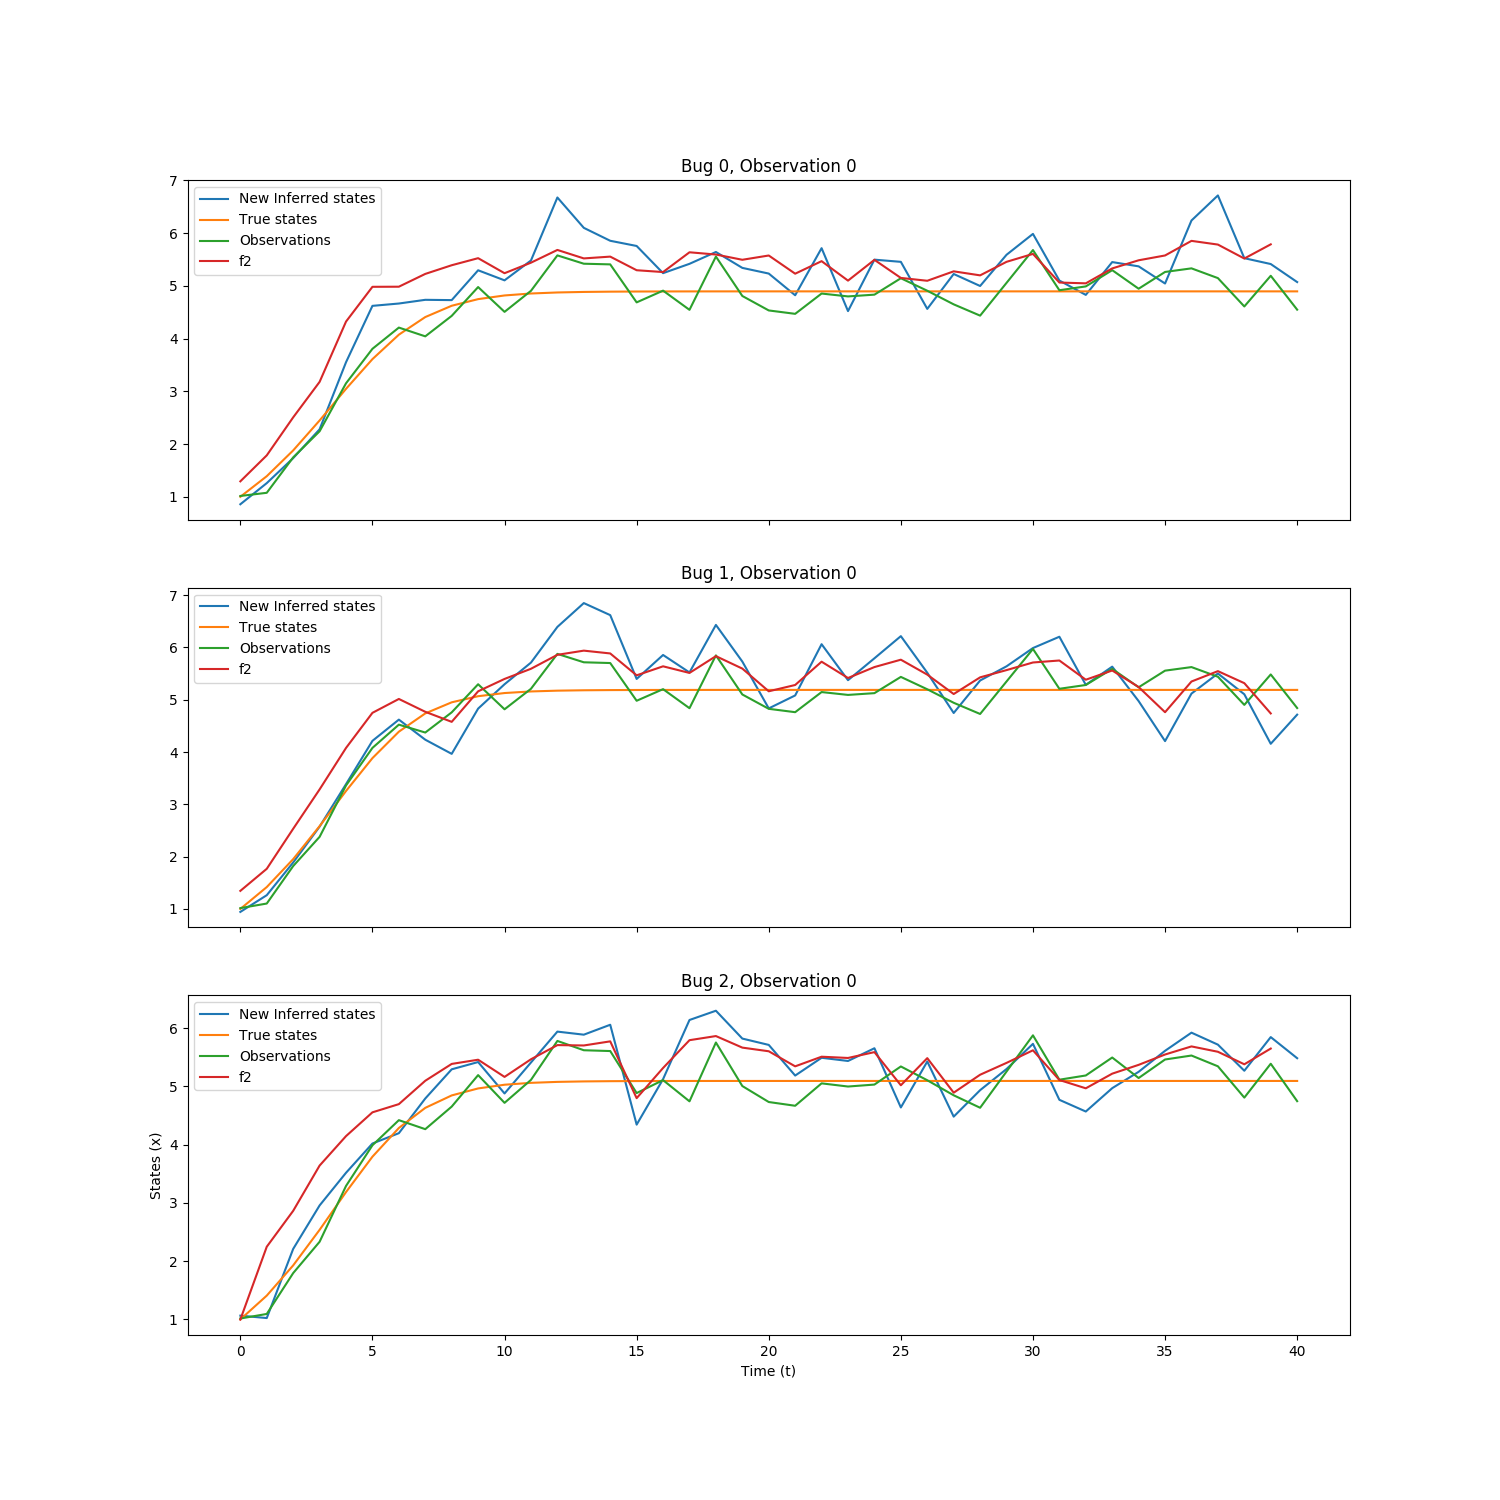 Bug 0, Observation 0
7
6
5
4
3
2
1
New Inferred states
True states
Observations
f2
Bug 1, Observation 0
7
6
5
4
3
2
1
New Inferred states
True states
Observations
f2
Bug 2, Observation 0
6
5
4
3
2
1
New Inferred states
True states
Observations
f2
States (x)
0 5 10 15 20 25 30 35 40
Time (t)